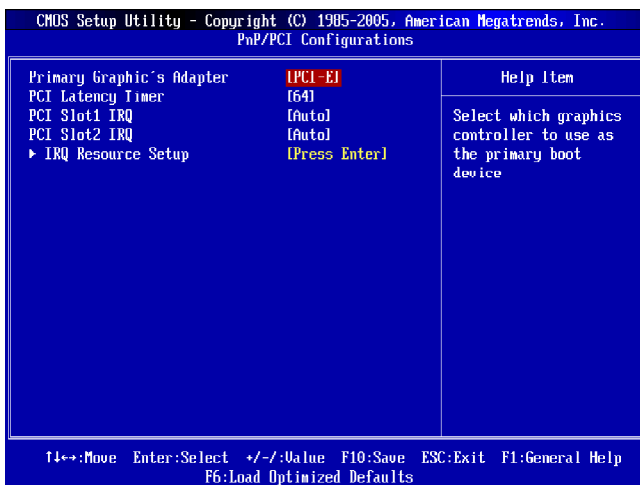 CMOS Setup Utility - Copyright (C) 1985-2005, American Megatrends, Inc.
PnP/PCI Configurations
Primary Graphic's Adapter [PCI-E]
PCI Latency Timer [64]
PCI Slot1 IRQ [Auto]
PCI Slot2 IRQ [Auto]
▶ IRQ Resource Setup [Press Enter]
Help Item
Select which graphics
controller to use as
the primary boot
device
↑↓←→:Move Enter:Select +/-/:Value F10:Save ESC:Exit F1:General Help
F6:Load Optimized Defaults